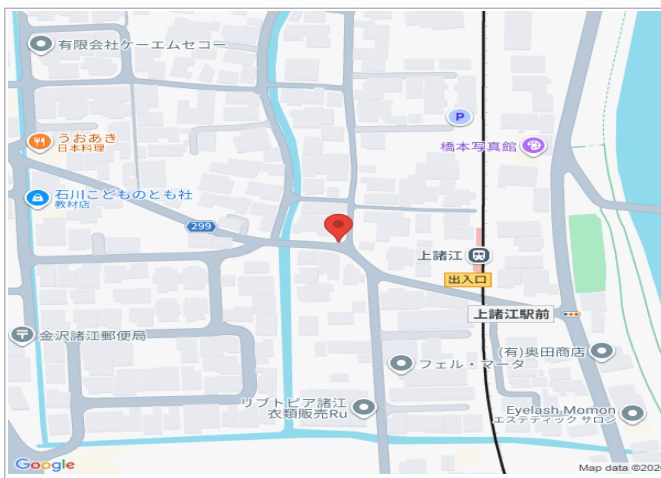 有限会社ケーエムセコー
うおあき
日本料理
P
橋本写真館
石川こどものとも社
教材店
299
上諸江
出入口
上諸江駅前
金沢諸江郵便局
(有)奥田商店
フェル・マータ
リブトピア諸江
衣類販売Ru
Eyelash Momon
エステティック サロン
Google
Map data ©202